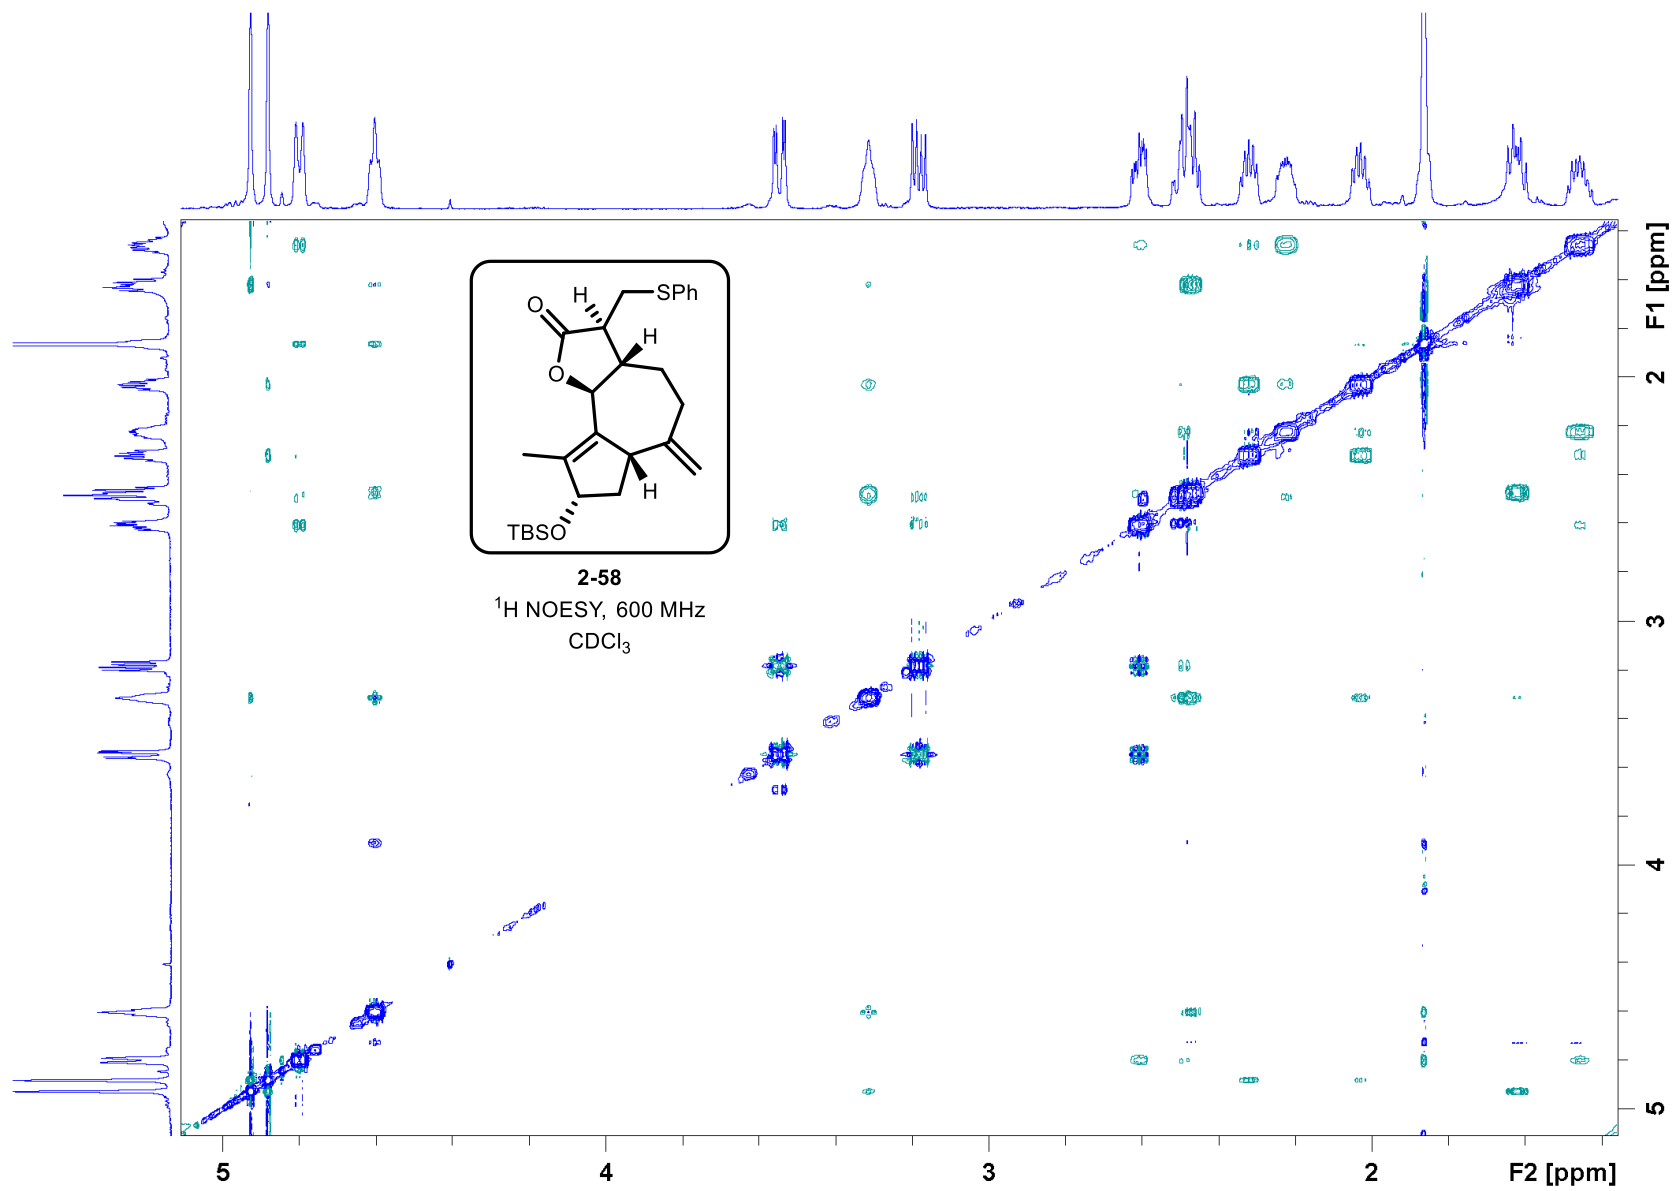 H
SPh
O
H
O
H
TBSO
2-58
¹H NOESY, 600 MHz
CDCl₃
F1 [ppm]
2
3
4
5
5
4
3
2
F2 [ppm]